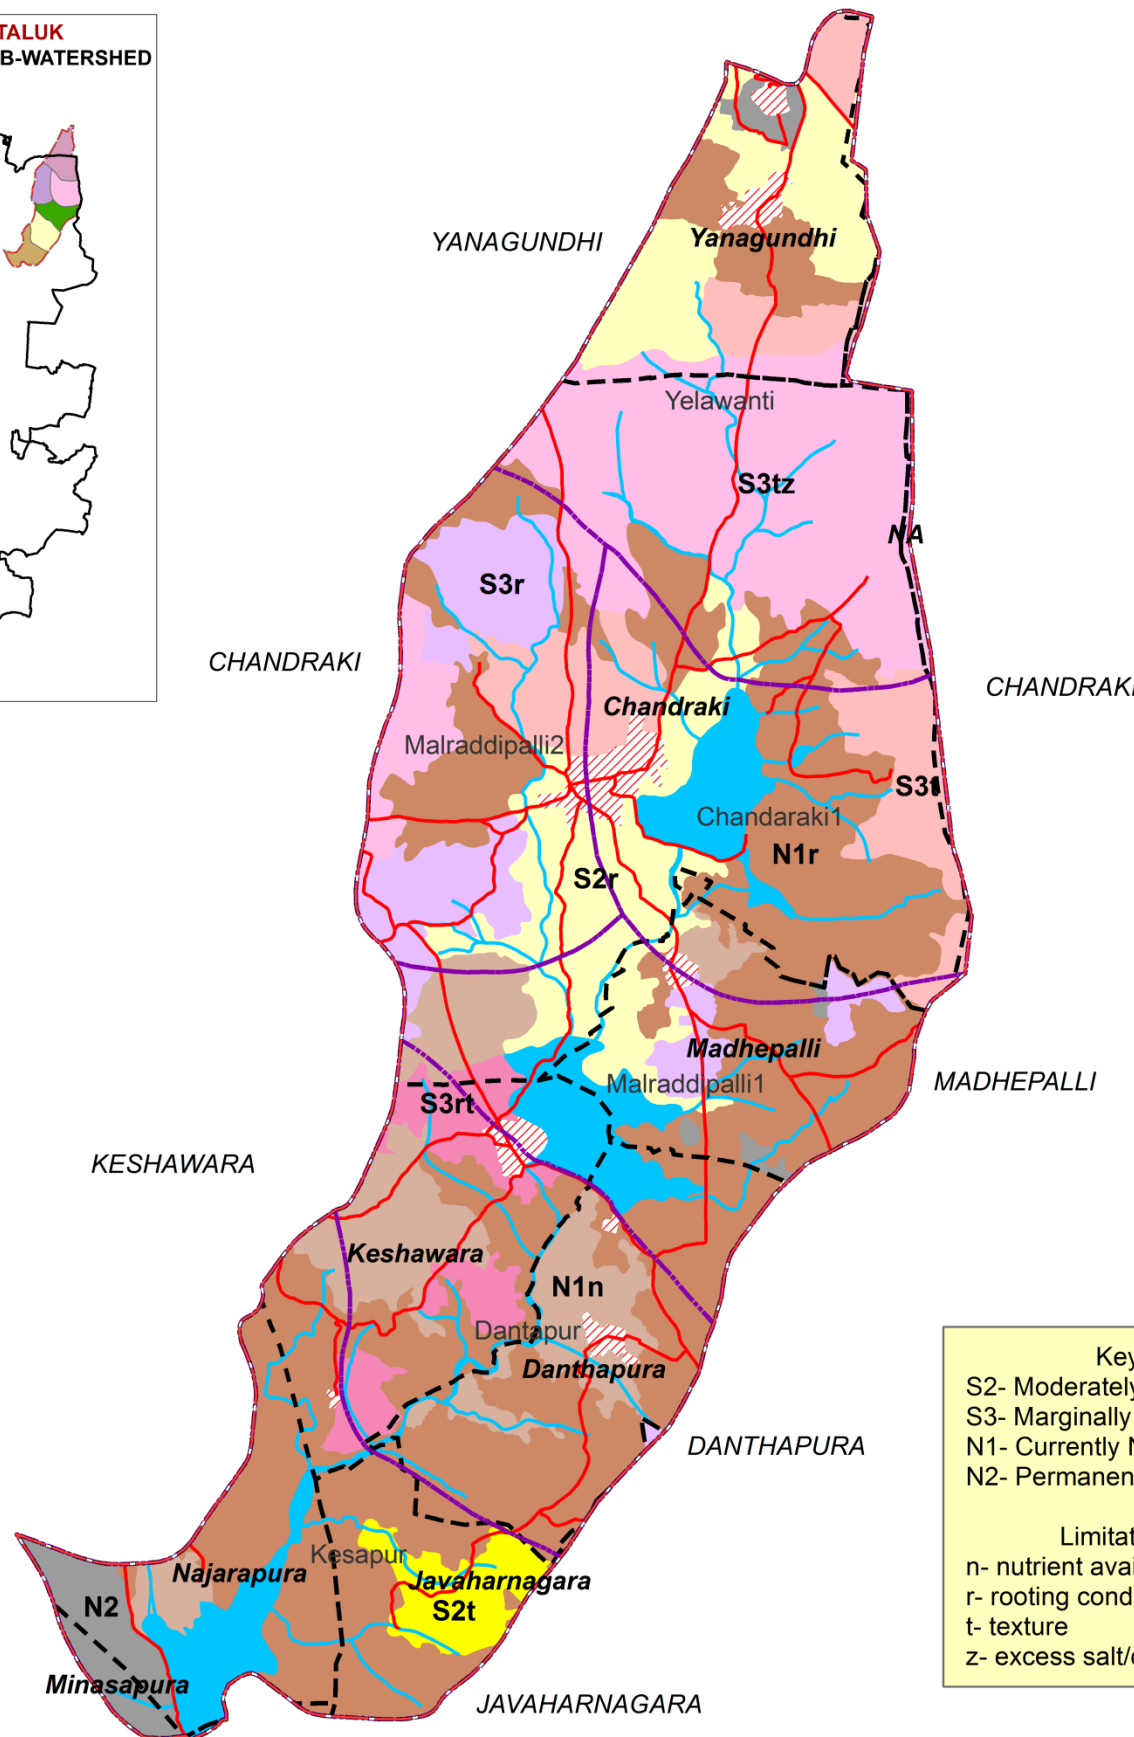 TALUK
B-WATERSHED
YANAGUNDHI
Yanagundhi
Yelawanti
S3tz
NA
S3r
CHANDRAKI
CHANDRAKI
Chandraki
Malraddipalli2
S3t
Chandaraki1
N1r
S2r
Madhepalli
MADHEPALLI
Malraddipalli1
S3rt
KESHAWARA
Keshawara
N1n
Dantapur
Danthapura
DANTHAPURA
Key
S2- Moderately
S3- Marginally
N1- Currently N
N2- Permanen
Limitat
n- nutrient avai
r- rooting cond
t- texture
z- excess salt/
Kesapur
Najarapura
Javaharnagara
S2t
N2
Minasapura
JAVAHARNAGARA